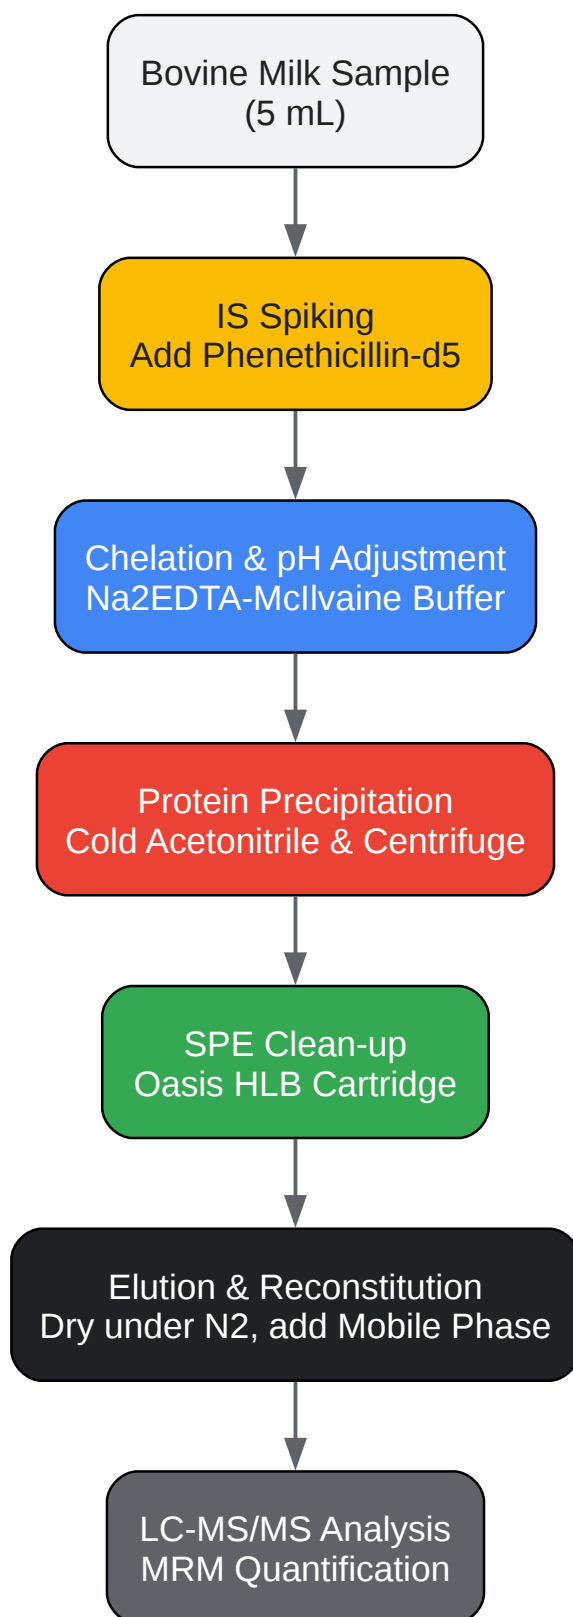 Bovine Milk Sample
(5 mL)
IS Spiking
Add Phenethicillin-d5
Chelation & pH Adjustment
Na2EDTA-McIlvaine Buffer
Protein Precipitation
Cold Acetonitrile & Centrifuge
SPE Clean-up
Oasis HLB Cartridge
Elution & Reconstitution
Dry under N2, add Mobile Phase
LC-MS/MS Analysis
MRM Quantification